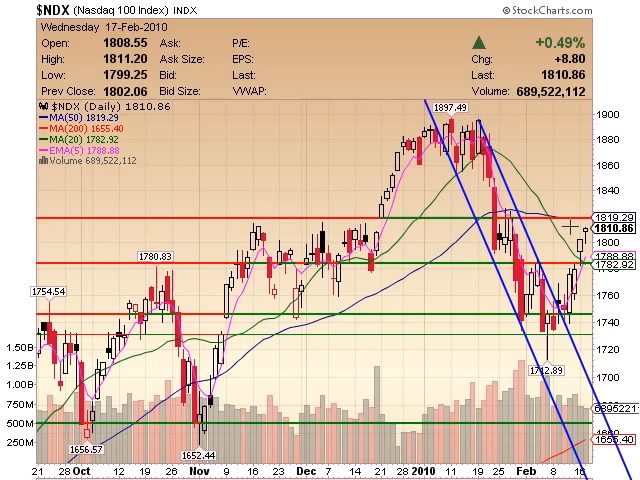 $NDX (Nasdaq 100 Index) INDX
© StockCharts.com
Wednesday 17-Feb-2010
Open: 1808.55 Ask: P/E: +0.49%
High: 1811.20 Ask Size: EPS: Chg: +8.80
Low: 1799.25 Bid: Last: Last: 1810.86
Prev Close: 1802.06 Bid Size: VWAP: Volume: 689,522,112
$NDX (Daily) 1810.86
MA(50) 1819.29
MA(200) 1655.40
MA(20) 1782.92
EMA(5) 1788.88
Volume 689,522,112
1897.49
1780.83
1754.54
1712.89
1656.57
1652.44
1900
1880
1860
1840
1819.29
1810.86
1800
1788.88
1782.92
1760
1740
1720
1700
6895221
1655.40
1.50B
1.25B
1.00B
750M
500M
250M
21 28 Oct 12 19 26 Nov 9 16 23 Dec 7 14 21 28 2010 11 19 25 Feb 8 16